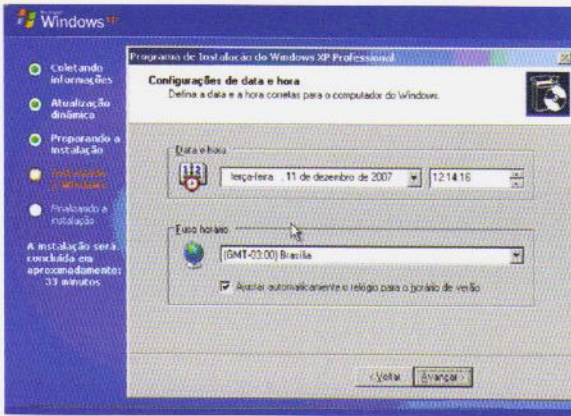 Microsoft
Windows xp
Coletando
informações
Atualização
dinâmica
Preparando a
instalação
Instalando
o Windows
Finalizando a
instalação
A instalação será
concluída em
aproximadamente:
33 minutos
Programa de Instalação do Windows XP Professional
Configurações de data e hora
Defina a data e a hora corretas para o computador do Windows.
Data e hora
terça-feira , 11 de dezembro de 2007
12:14:16
Fuso horário
(GMT-03:00) Brasília
Ajustar automaticamente o relógio para o horário de verão
< Voltar
Avançar >